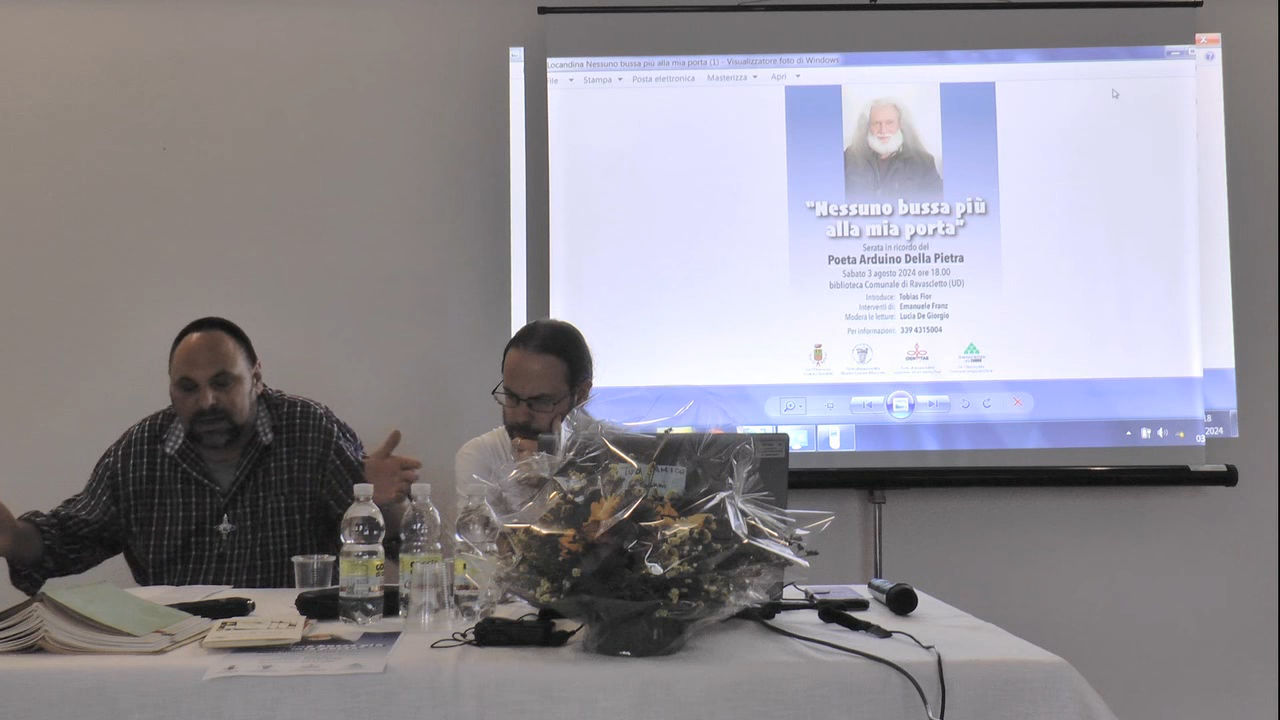 Locandina Nessuno bussa più alla mia porta (1) - Visualizzatore foto di Windows
File Stampa Posta elettronica Masterizza Apri
"Nessuno bussa più
alla mia porta"
Serata in ricordo del
Poeta Arduino Della Pietra
Sabato 3 agosto 2024 ore 18.00
biblioteca Comunale di Ravascletto (UD)
Introduce: Tobias Fior
Interventi di: Emanuele Franz
Modera le letture: Lucia De Giorgio
Per informazioni: 339 4315004